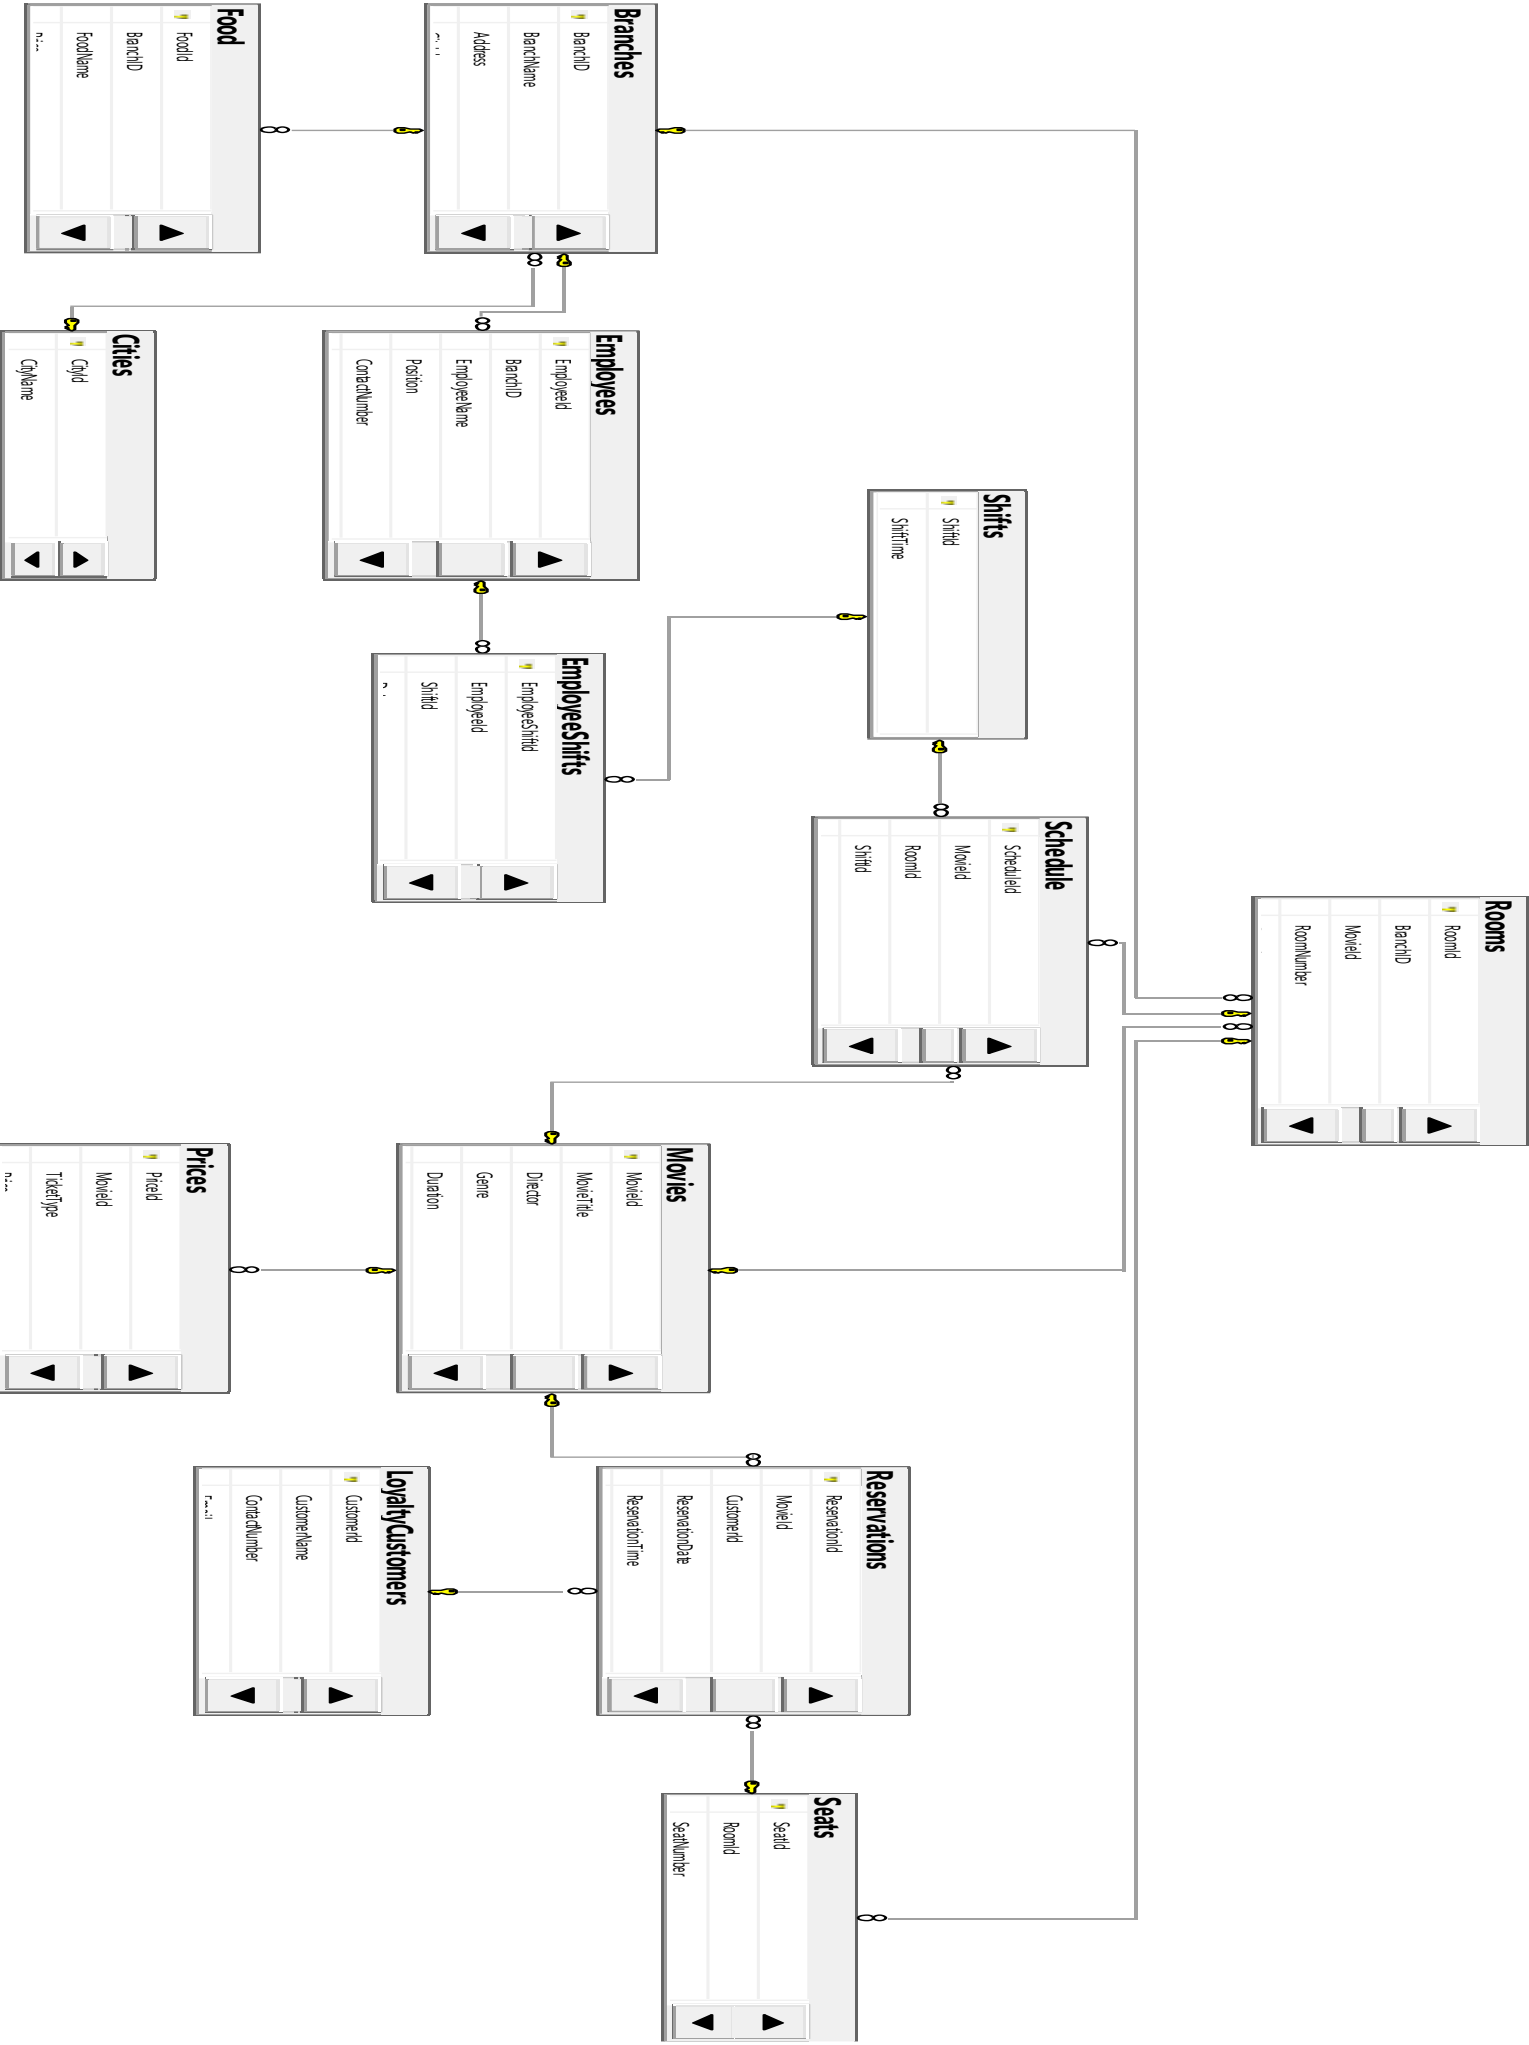 Rooms
RoomId
BranchID
MovieId
RoomNumber
Schedule
ScheduleId
MovieId
RoomId
ShiftId
Shifts
ShiftId
ShiftTime
Reservations
ReservationId
MovieId
CustomerId
ReservationDate
ReservationTime
Seats
SeatId
RoomId
SeatNumber
Movies
MovieId
MovieTitle
Director
Genre
Duration
Branches
BranchID
BranchName
Address
Employees
EmployeeId
BranchID
EmployeeName
Position
ContactNumber
EmployeeShifts
EmployeeShiftId
EmployeeId
ShiftId
LoyaltyCustomers
CustomerId
CustomerName
ContactNumber
Food
FoodId
BranchID
FoodName
Prices
PriceId
MovieId
TicketType
Cities
CityId
CityName